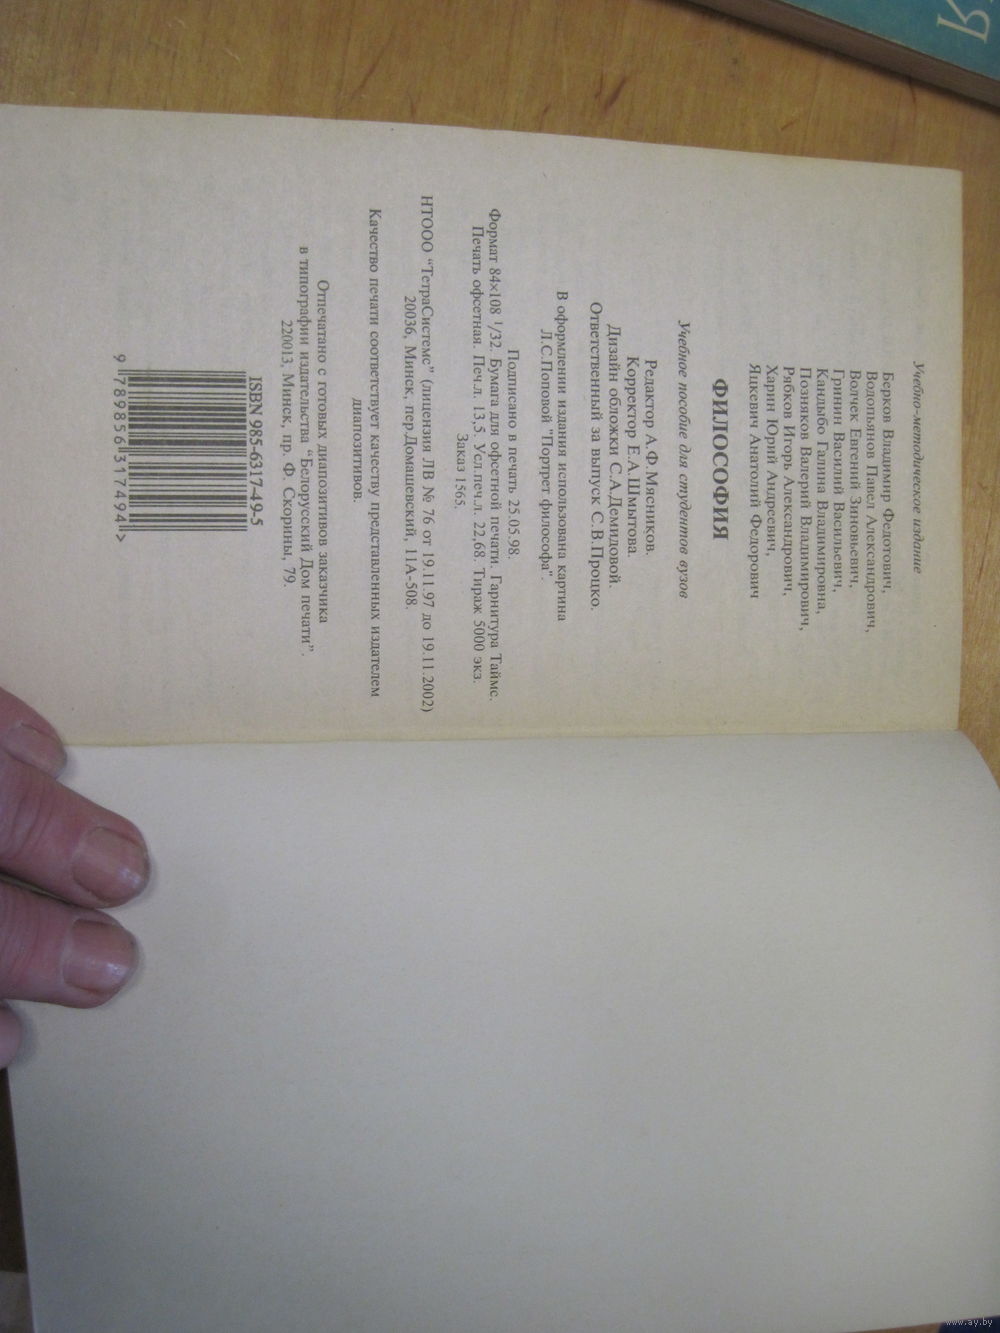 Учебно-методическое издание
Берков Владимир Федотович,
Водопьянов Павел Александрович,
Волчек Евгений Зиновьевич,
Гринин Василий Васильевич,
Кандыбо Галина Владимировна,
Позняков Валерий Владимирович,
Рябков Игорь Александрович,
Харин Юрий Андреевич,
Яцкевич Анатолий Федорович
ФИЛОСОФИЯ
Учебное пособие для студентов вузов
Редактор А.Ф.Мясников.
Корректор Е.А.Шмытова.
Дизайн обложки С.А.Демидовой.
Ответственный за выпуск С.В.Процко.
В оформлении издания использована картина
Л.С.Поповой "Портрет философа".
Подписано в печать 25.05.98.
Формат 84×108 1/32. Бумага для офсетной печати. Гарнитура Таймс.
Печать офсетная. Печ.л. 13,5 Усл.печ.л. 22,68. Тираж 5000 экз.
Заказ 1565.
НТООО "ТетраСистемс" (лицензия ЛВ № 76 от 19.11.97 до 19.11.2002)
20036, Минск, пер.Домашевский, 11А-508.
Качество печати соответствует качеству представленных издателем
диапозитивов.
Отпечатано с готовых диапозитивов заказчика
в типографии издательства "Белорусский Дом печати".
220013, Минск, пр. Ф. Скорины, 79.
ISBN 985-6317-49-5
9 789856 317494 >
www.ay.by